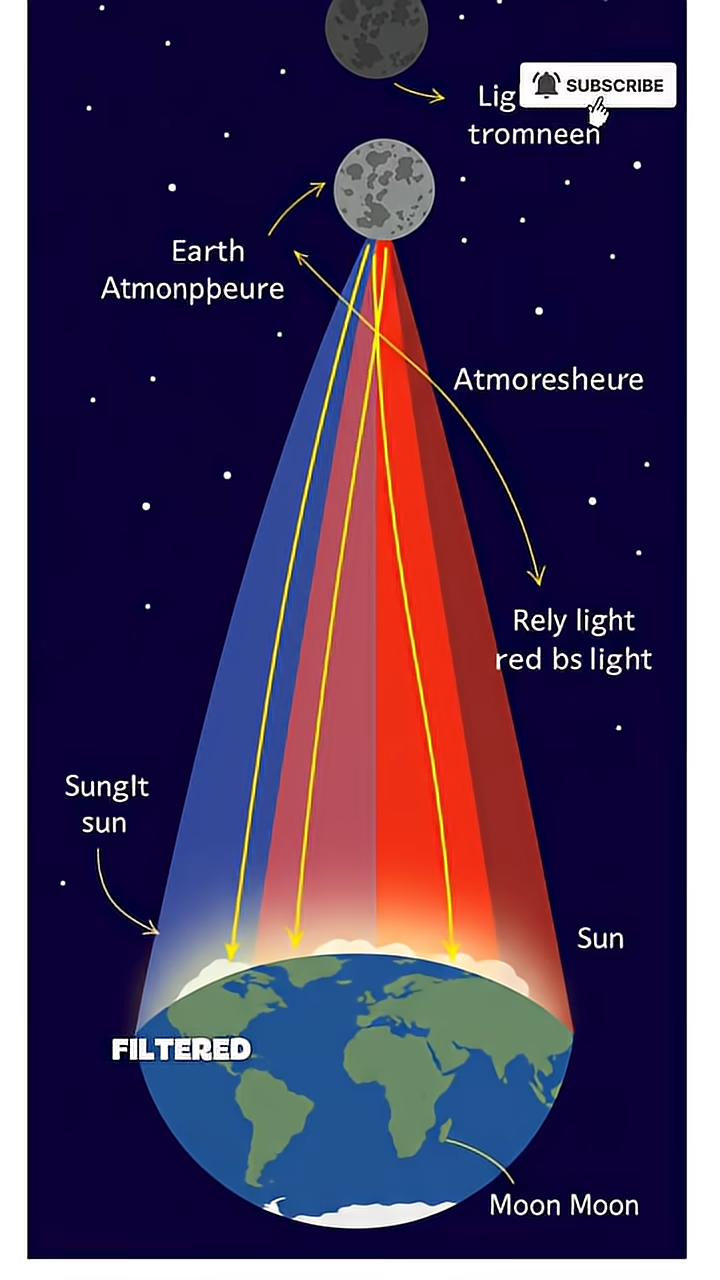 SUBSCRIBE
Lig
tromneen
Earth
Atmonpþeure
Atmoresheure
Rely light
red bs light
Sunglt
sun
Sun
FILTERED
Moon Moon